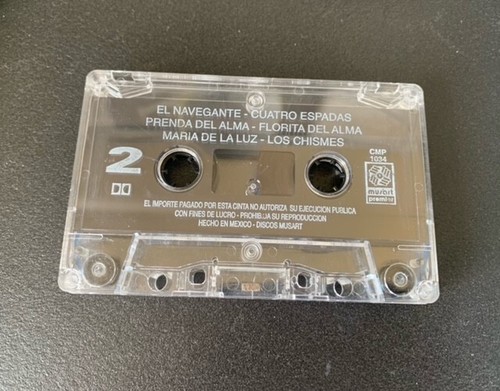 EL NAVEGANTE - CUATRO ESPADAS
PRENDA DEL ALMA - FLORITA DEL ALMA
MARIA DE LA LUZ - LOS CHISMES
2
CMP
1034
musart
premier
EL IMPORTE PAGADO POR ESTA CINTA NO AUTORIZA SU EJECUCION PUBLICA
CON FINES DE LUCRO - PROHIBIDA SU REPRODUCCION
HECHO EN MEXICO - DISCOS MUSART